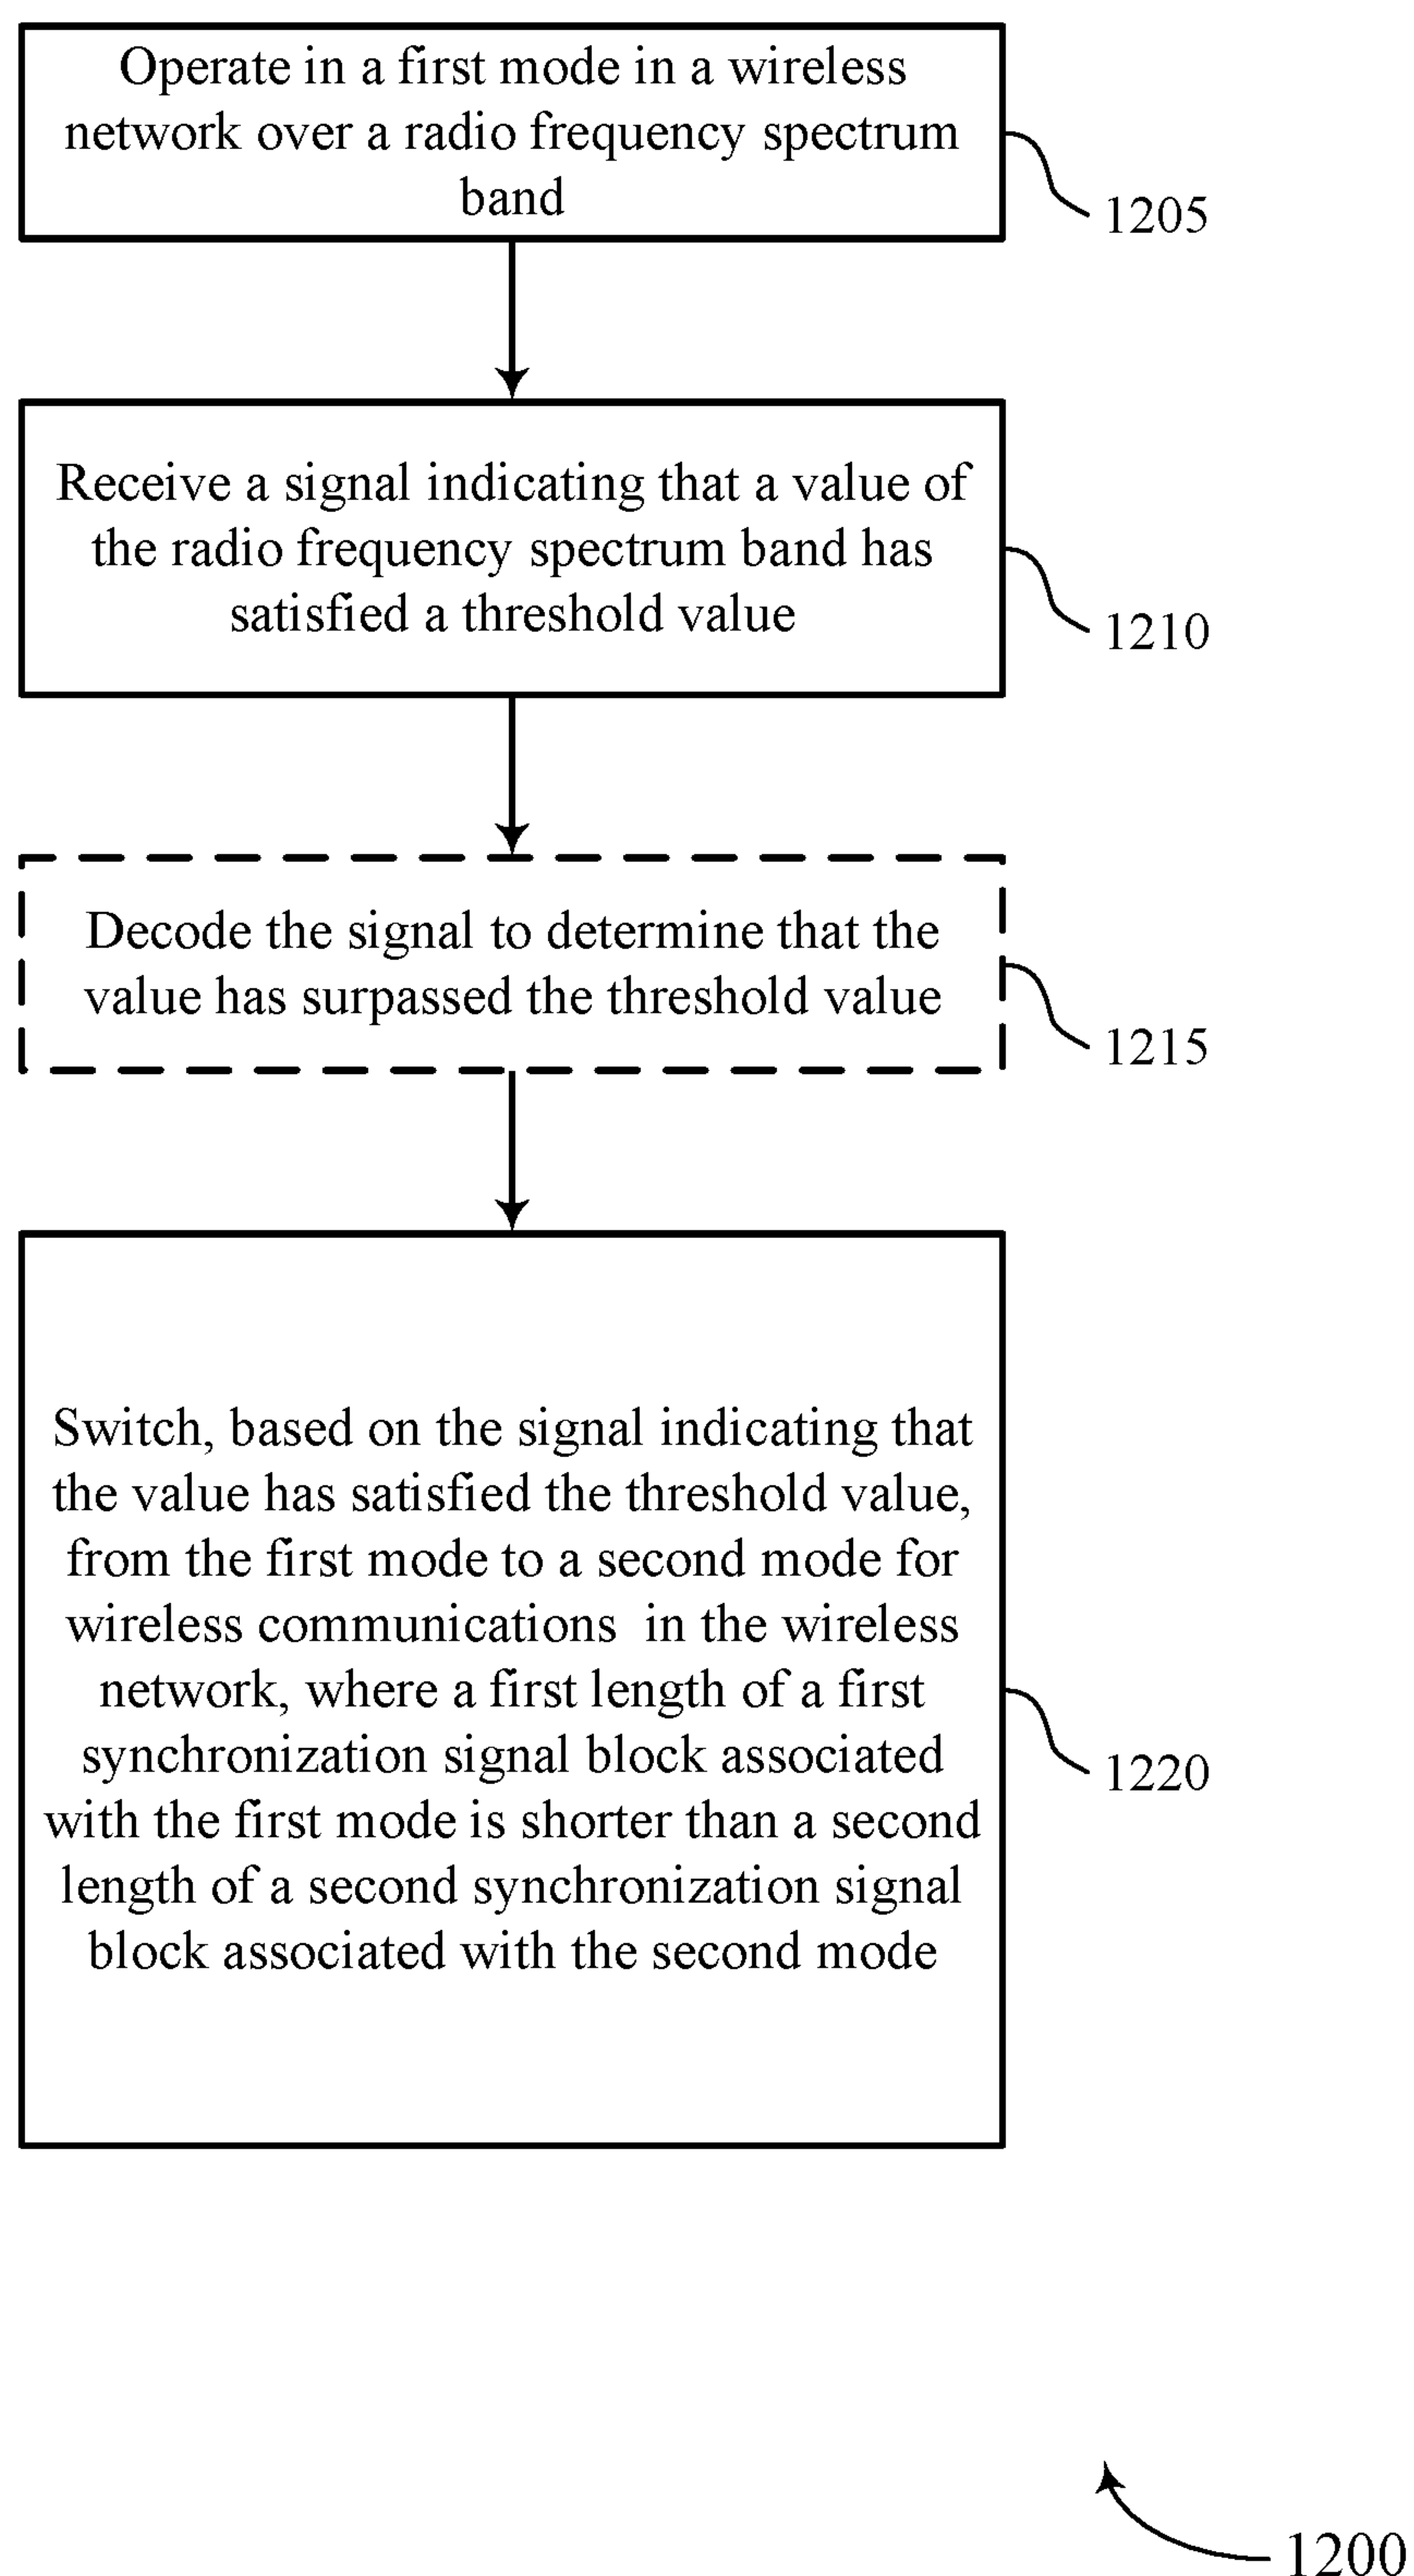 Operate in a first mode in a wireless
network over a radio frequency spectrum
band
1205
Receive a signal indicating that a value of
the radio frequency spectrum band has
satisfied a threshold value
1210
Decode the signal to determine that the
value has surpassed the threshold value
1215
Switch, based on the signal indicating that
the value has satisfied the threshold value,
from the first mode to a second mode for
wireless communications  in the wireless
network, where a first length of a first
synchronization signal block associated
with the first mode is shorter than a second
length of a second synchronization signal
block associated with the second mode
1220
1200